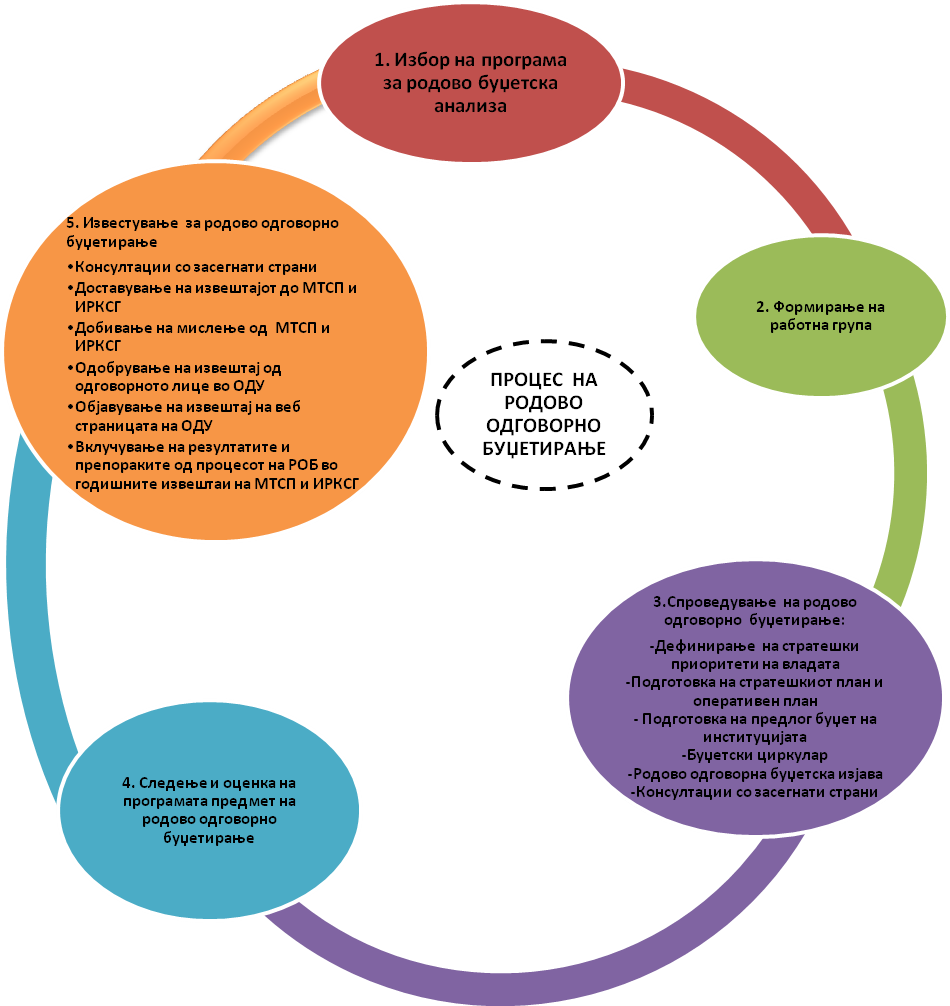 1. Избор на програма
за родово буџетска
анализа
2. Формирање на
работна група
3.Спроведување на родово
одговорно буџетирање:
-Дефинирање на стратешки
приоритети на владата
-Подготовка на стратешкиот план и
оперативен план
- Подготовка на предлог буџет на
институцијата
-Буџетски циркулар
-Родово одговорна буџетска изјава
-Консултации со засегнати страни
4. Следење и оценка на
програмата предмет на
родово одговорно
буџетирање
5. Известување за родово одговорно
буџетирање
•Консултации со засегнати страни
•Доставување на извештајот до МТСП и
ИРКСГ
•Добивање на мислење од МТСП и
ИРКСГ
•Одобрување на извештај од
одговорното лице во ОДУ
•Објавување на извештај на веб
страницата на ОДУ
•Вклучување на резултатите и
препораките од процесот на РОБ во
годишните извештаи на МТСП и ИРКСГ
ПРОЦЕС НА
РОДОВО
ОДГОВОРНО
БУЏЕТИРАЊЕ